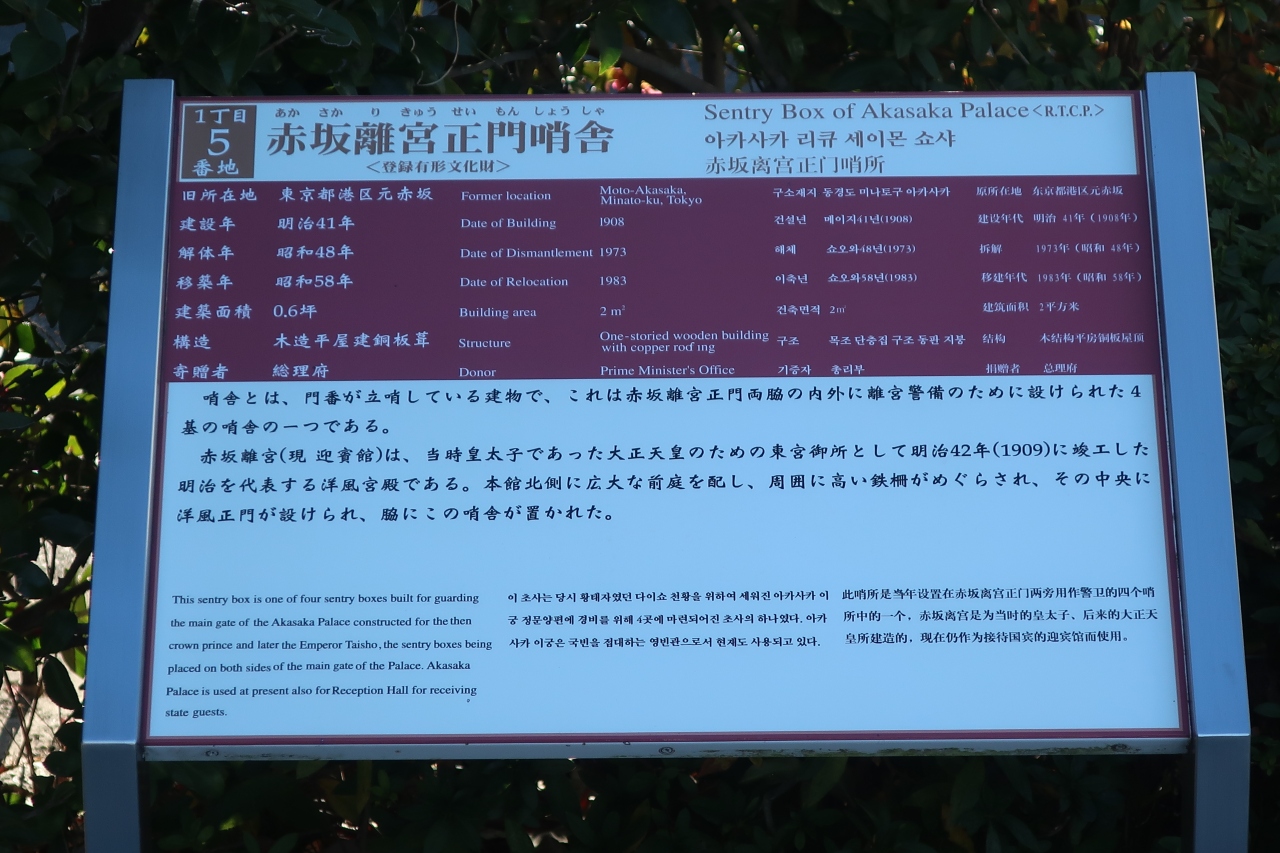 1丁目
5
番地
あか さか り きゅう せい もん しょう しゃ
赤坂離宮正門哨舎
<登録有形文化財>
Sentry Box of Akasaka Palace<R.T.C.P.>
아카사카 리큐 세이몬 쇼샤
赤坂离宮正门哨所
旧所在地 東京都港区元赤坂 Former location Moto-Akasaka, Minato-ku, Tokyo 구소재지 동경도 미나토구 아카사카 原所在地 东京都港区元赤坂
建設年 明治41年 Date of Building 1908 건설년 메이지41년(1908) 建设年代 明治 41年（1908年）
解体年 昭和48年 Date of Dismantlement 1973 해체 쇼오와48년(1973) 拆解 1973年（昭和 48年）
移築年 昭和58年 Date of Relocation 1983 이축년 쇼오와58년(1983) 移建年代 1983年（昭和 58年）
建築面積 0.6坪 Building area 2 m² 건축면적 2㎡ 建筑面积 2平方米
構造 木造平屋建銅板葺 Structure One-storied wooden building with copper roofing 구조 목조 단층집 구조 동판 지붕 结构 木结构平房铜板屋顶
寄贈者 総理府 Donor Prime Minister's Office 기증자 총리부 捐赠者 总理府
哨舎とは、門番が立哨している建物で、これは赤坂離宮正門両脇の内外に離宮警備のために設けられた4
基の哨舎の一つである。
赤坂離宮(現 迎賓館)は、当時皇太子であった大正天皇のための東宮御所として明治42年(1909)に竣工した
明治を代表する洋風宮殿である。本館北側に広大な前庭を配し、周囲に高い鉄柵がめぐらされ、その中央に
洋風正門が設けられ、脇にこの哨舎が置かれた。
This sentry box is one of four sentry boxes built for guarding
the main gate of the Akasaka Palace constructed for the then
crown prince and later the Emperor Taisho, the sentry boxes being
placed on both sides of the main gate of the Palace. Akasaka
Palace is used at present also for Reception Hall for receiving
state guests.
이 초사는 당시 황태자였던 다이쇼 천황을 위하여 세워진 아카사카 이
궁 정문양편에 경비를 위해 4곳에 마련되어진 초사의 하나였다. 아카
사카 이궁은 국민을 접대하는 영빈관으로서 현재도 사용되고 있다.
此哨所是当年设置在赤坂离宫正门两旁用作警卫的四个哨
所中的一个，赤坂离宫是为当时的皇太子、后来的大正天
皇所建造的，现在仍作为接待国宾的迎宾馆而使用。